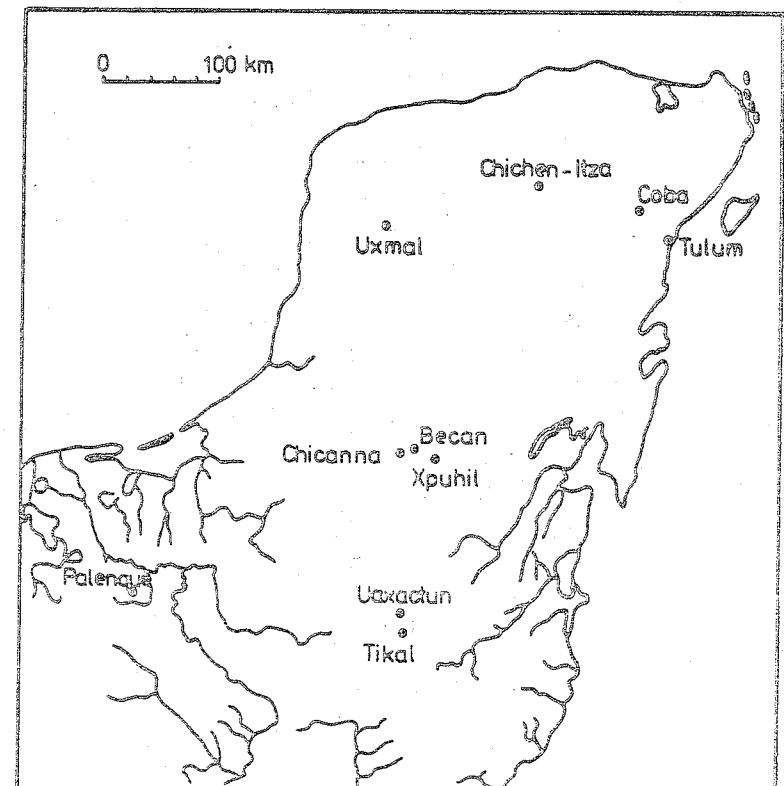 0 100 km
Chichen-Itza
Coba
Uxmal
Tulum
Becan
Chicanna
Xpuhil
Palenque
Uaxactun
Tikal